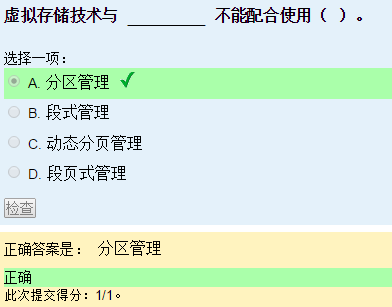 虚拟存储技术与 ________ 不能配合使用（ ）。
选择一项：
A. 分区管理 ✓
B. 段式管理
C. 动态分页管理
D. 段页式管理
检查
正确答案是： 分区管理
正确
此次提交得分：1/1。